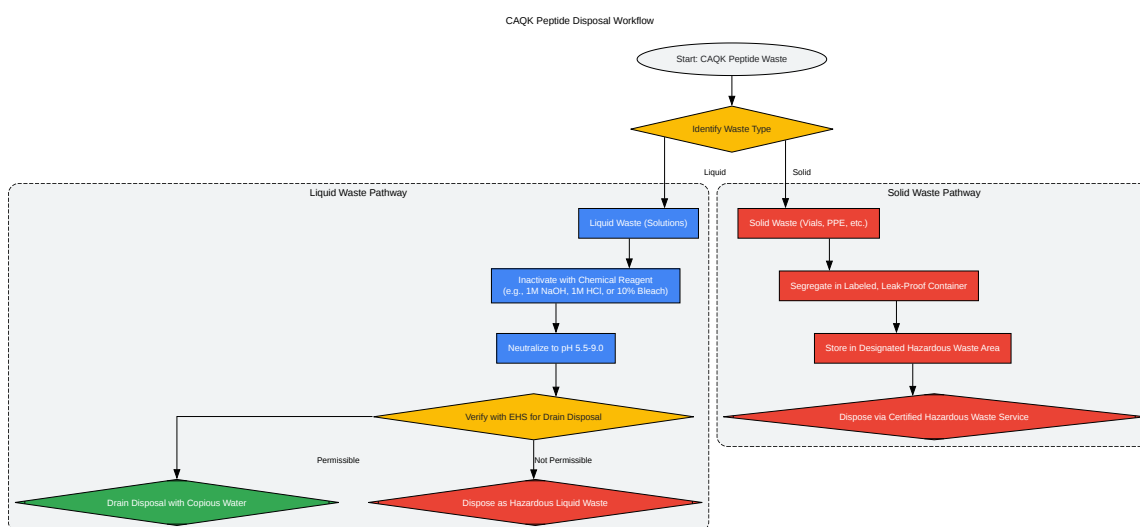 CAQK Peptide Disposal Workflow
Start: CAQK Peptide Waste
Identify Waste Type
Liquid
Solid
Liquid Waste Pathway
Liquid Waste (Solutions)
Inactivate with Chemical Reagent
(e.g., 1M NaOH, 1M HCl, or 10% Bleach)
Neutralize to pH 5.5-9.0
Verify with EHS for Drain Disposal
Permissible
Not Permissible
Drain Disposal with Copious Water
Dispose as Hazardous Liquid Waste
Solid Waste Pathway
Solid Waste (Vials, PPE, etc.)
Segregate in Labeled, Leak-Proof Container
Store in Designated Hazardous Waste Area
Dispose via Certified Hazardous Waste Service